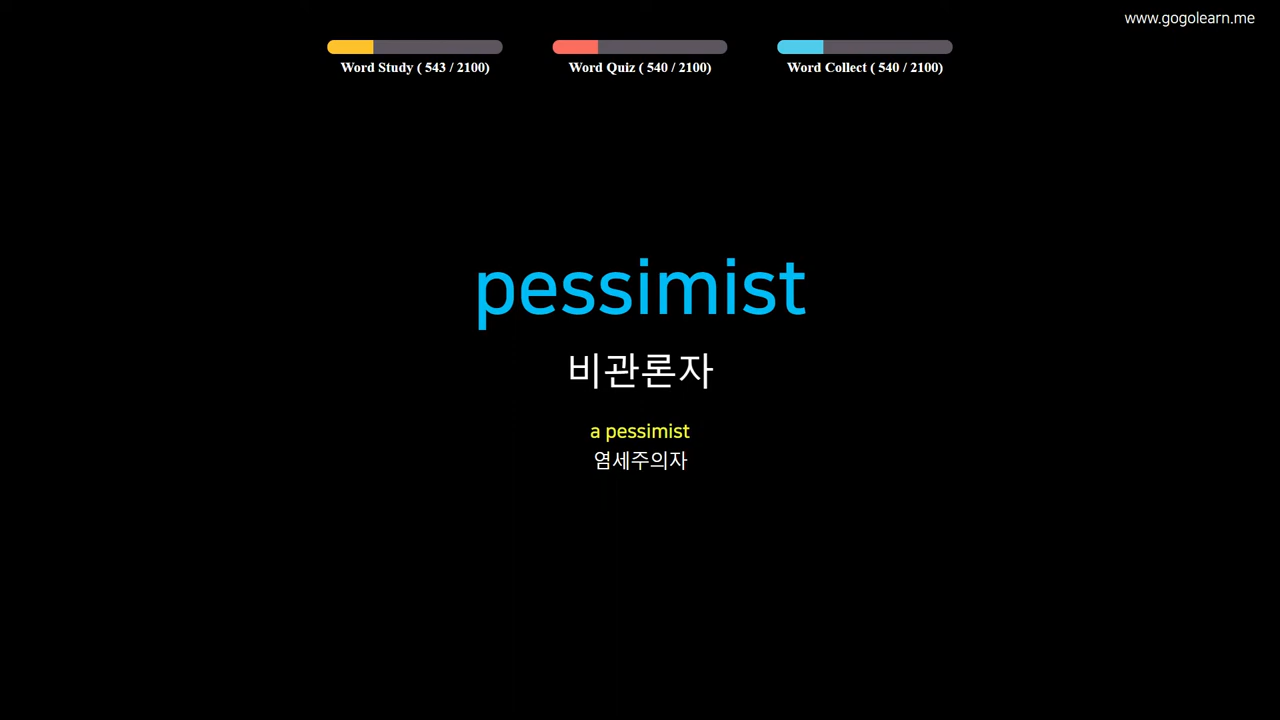 www.gogolearn.me
Word Study ( 543 / 2100)
Word Quiz ( 540 / 2100)
Word Collect ( 540 / 2100)
pessimist
비관론자
a pessimist
염세주의자